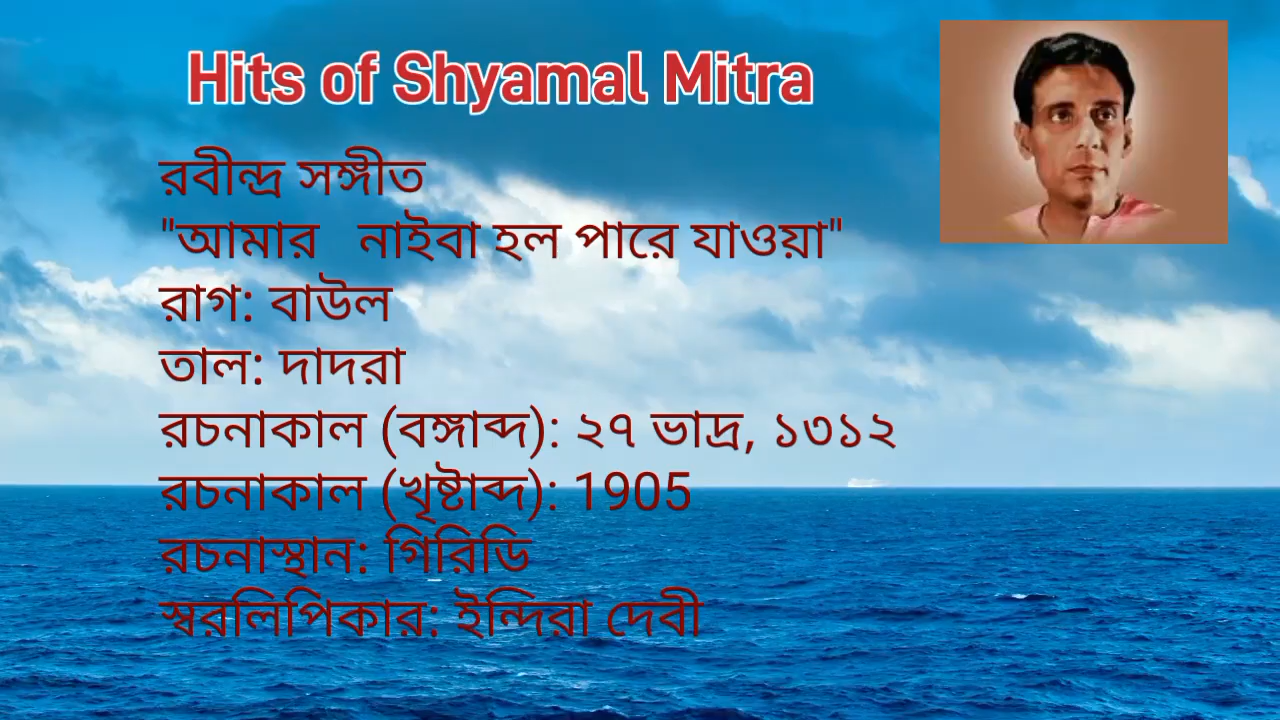 Hits of Shyamal Mitra
রবীন্দ্র সঙ্গীত
"আমার   নাইবা হল পারে যাওয়া"
রাগ: বাউল
তাল: দাদরা
রচনাকাল (বঙ্গাব্দ): ২৭ ভাদ্র, ১৩১২
রচনাকাল (খৃষ্টাব্দ): 1905
রচনাস্থান: গিরিডি
স্বরলিপিকার: ইন্দিরা দেবী